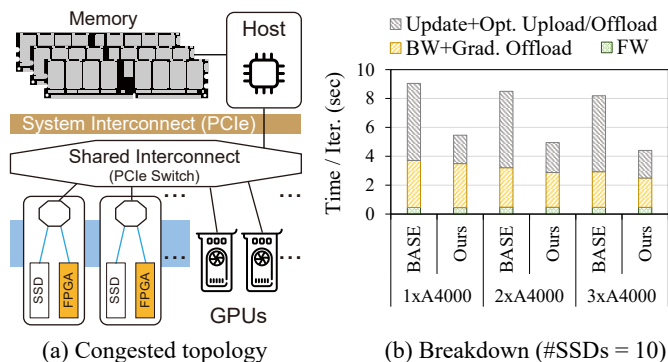 Memory
Host
System Interconnect (PCIe)
Shared Interconnect
(PCIe Switch)
...
...
...
...
SSD
FPGA
SSD
FPGA
GPUs
(a) Congested topology
Update+Opt. Upload/Offload
BW+Grad. Offload
FW
Time / Iter. (sec)
10
8
6
4
2
0
BASE
Ours
BASE
Ours
BASE
Ours
1xA4000
2xA4000
3xA4000
(b) Breakdown (#SSDs = 10)